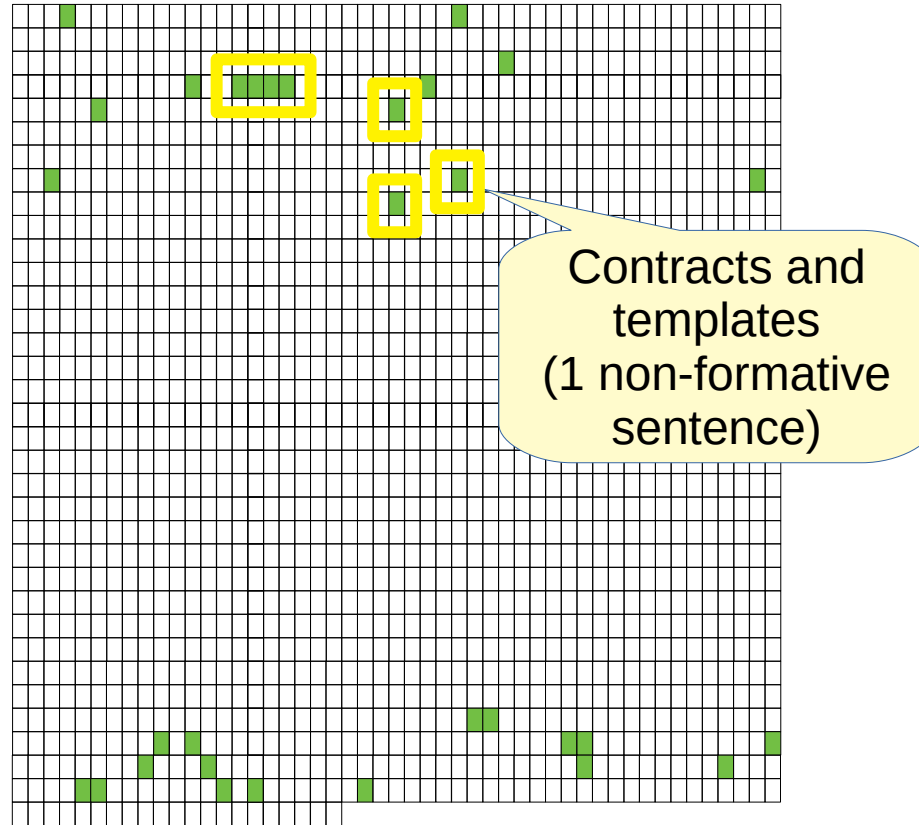 Contracts and
templates
(1 non-formative
sentence)